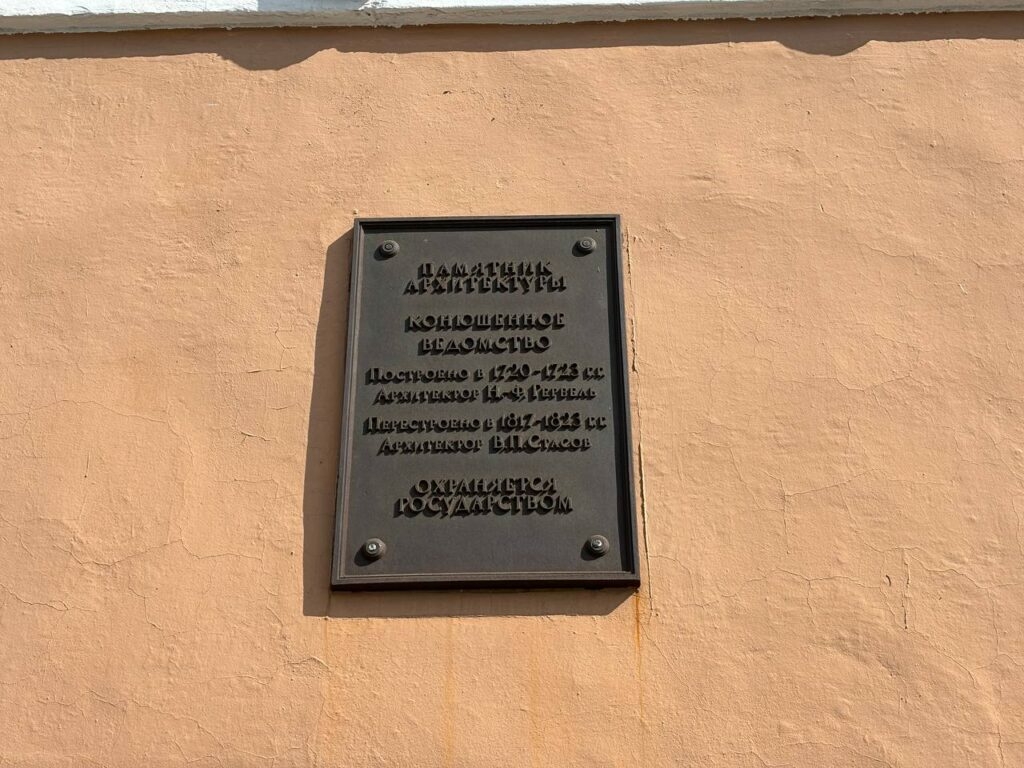 ПАМЯТНИК
АРХИТЕКТУРЫ
КОНЮШЕННОЕ
ВЕДОМСТВО
ПОСТРОЕНО В 1720-1723 ГГ.
АРХИТЕКТОР Н.-Ф. ГЕРБЕЛЬ
ПЕРЕСТРОЕНО В 1817-1823 ГГ.
АРХИТЕКТОР В.П.СТАСОВ
ОХРАНЯЕТСЯ
ГОСУДАРСТВОМ